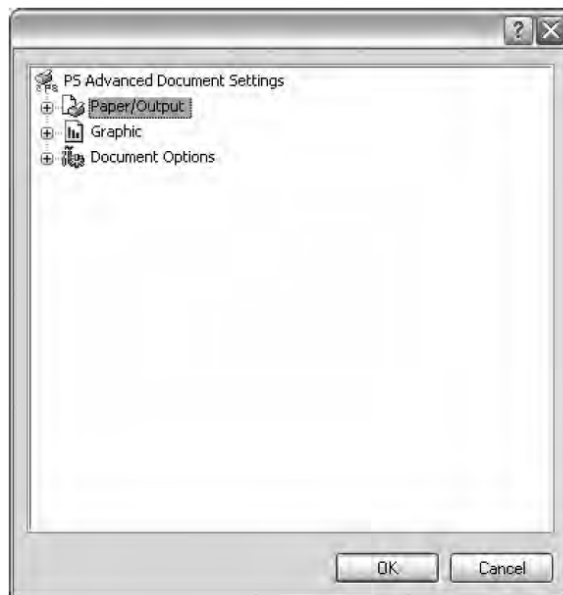 PS Advanced Document Settings
Paper/Output
Graphic
Document Options
OK
Cancel